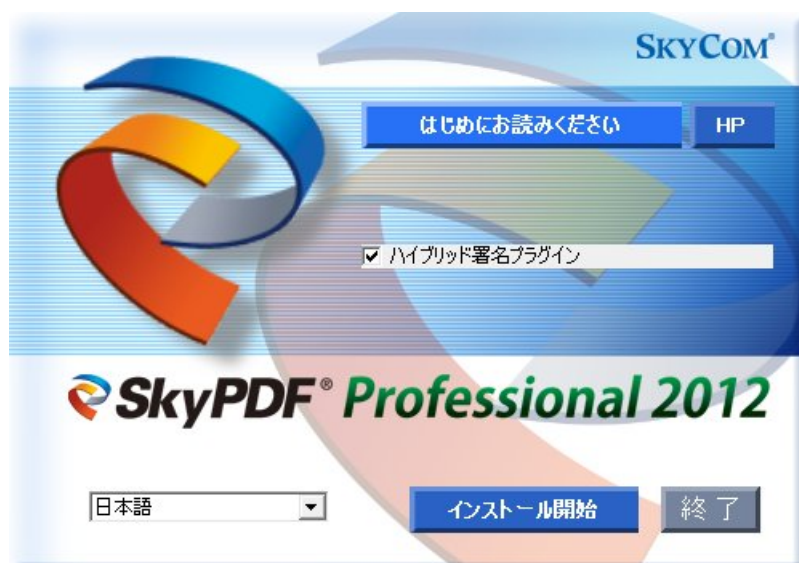 SKYCOM®
はじめにお読みください HP
ハイブリッド署名プラグイン
SkyPDF® Professional 2012
日本語
インストール開始 終了